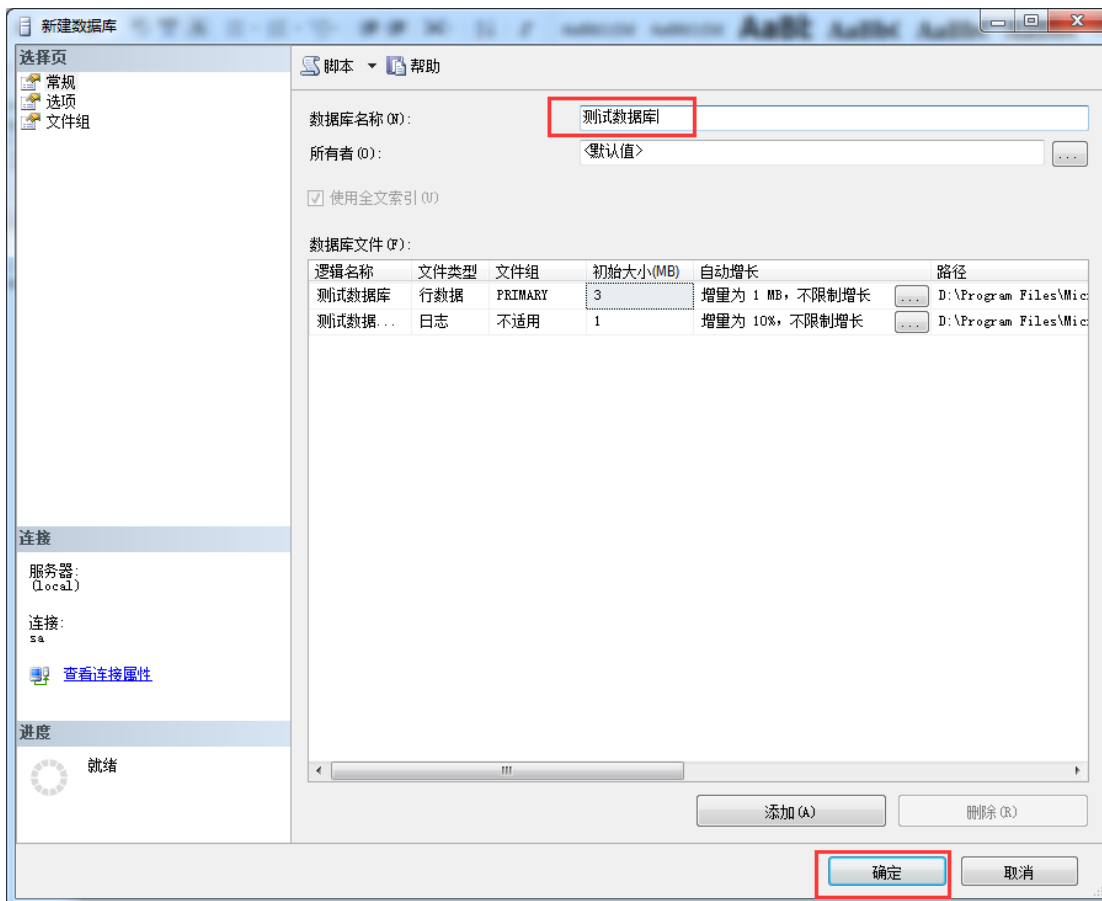 新建数据库
选择页
常规
选项
文件组
脚本 帮助
数据库名称(N):
测试数据库
所有者(O):
<默认值>
...
使用全文索引(U)
数据库文件(F):
逻辑名称 文件类型 文件组 初始大小(MB) 自动增长 路径
测试数据库 行数据 PRIMARY 3 增量为 1 MB，不限制增长 ... D:\Program Files\Mic
测试数据... 日志 不适用 1 增量为 10%，不限制增长 ... D:\Program Files\Mic
连接
服务器:
(local)
连接:
sa
查看连接属性
进度
就绪
添加(A) 删除(R)
确定 取消